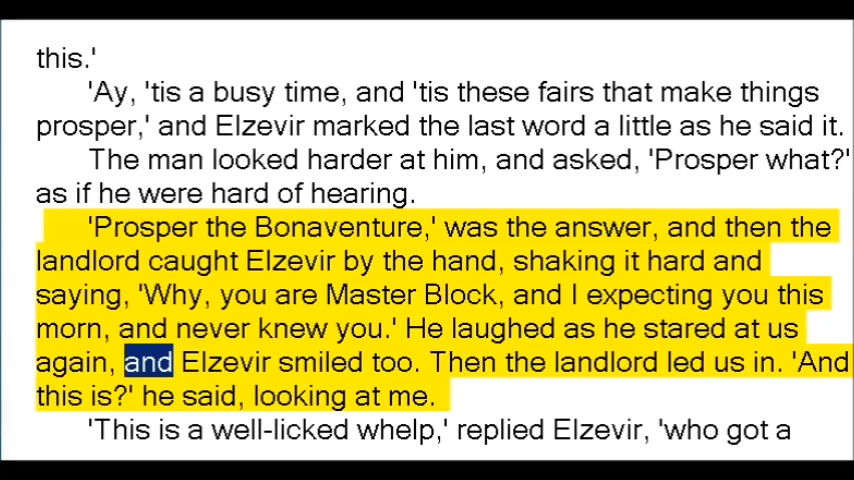 this.'
'Ay, 'tis a busy time, and 'tis these fairs that make things
prosper,' and Elzevir marked the last word a little as he said it.
The man looked harder at him, and asked, 'Prosper what?'
as if he were hard of hearing.
'Prosper the Bonaventure,' was the answer, and then the
landlord caught Elzevir by the hand, shaking it hard and
saying, 'Why, you are Master Block, and I expecting you this
morn, and never knew you.' He laughed as he stared at us
again, and Elzevir smiled too. Then the landlord led us in. 'And
this is?' he said, looking at me.
'This is a well-licked whelp,' replied Elzevir, 'who got a